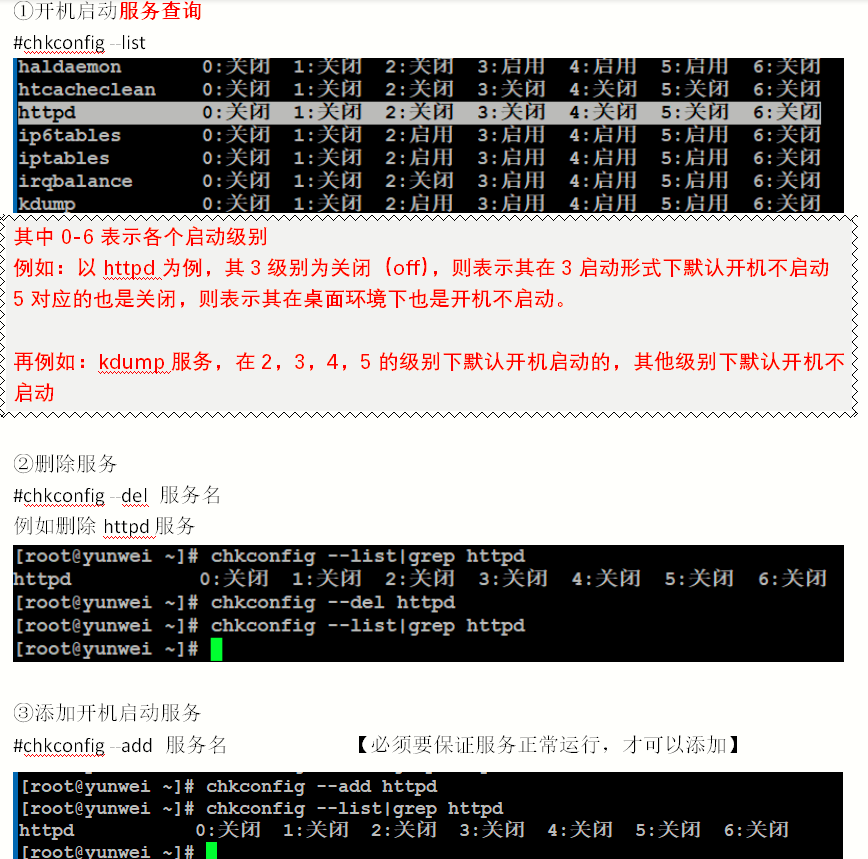 ①开机启动服务查询
#chkconfig --list
haldaemon 0:关闭 1:关闭 2:关闭 3:启用 4:启用 5:启用 6:关闭
htcacheclean 0:关闭 1:关闭 2:关闭 3:关闭 4:关闭 5:关闭 6:关闭
httpd 0:关闭 1:关闭 2:关闭 3:关闭 4:关闭 5:关闭 6:关闭
ip6tables 0:关闭 1:关闭 2:启用 3:启用 4:启用 5:启用 6:关闭
iptables 0:关闭 1:关闭 2:启用 3:启用 4:启用 5:启用 6:关闭
irqbalance 0:关闭 1:关闭 2:关闭 3:启用 4:启用 5:启用 6:关闭
kdump 0:关闭 1:关闭 2:启用 3:启用 4:启用 5:启用 6:关闭
其中 0-6 表示各个启动级别
例如：以 httpd 为例，其 3 级别为关闭（off），则表示其在 3 启动形式下默认开机不启动
5 对应的也是关闭，则表示其在桌面环境下也是开机不启动。
再例如：kdump 服务，在 2，3，4，5 的级别下默认开机启动的，其他级别下默认开机不
启动
②删除服务
#chkconfig --del 服务名
例如删除 httpd 服务
[root@yunwei ~]# chkconfig --list|grep httpd
httpd 0:关闭 1:关闭 2:关闭 3:关闭 4:关闭 5:关闭 6:关闭
[root@yunwei ~]# chkconfig --del httpd
[root@yunwei ~]# chkconfig --list|grep httpd
[root@yunwei ~]#
③添加开机启动服务
#chkconfig --add 服务名 【必须要保证服务正常运行，才可以添加】
[root@yunwei ~]# chkconfig --add httpd
[root@yunwei ~]# chkconfig --list|grep httpd
httpd 0:关闭 1:关闭 2:关闭 3:关闭 4:关闭 5:关闭 6:关闭
[root@yunwei ~]#